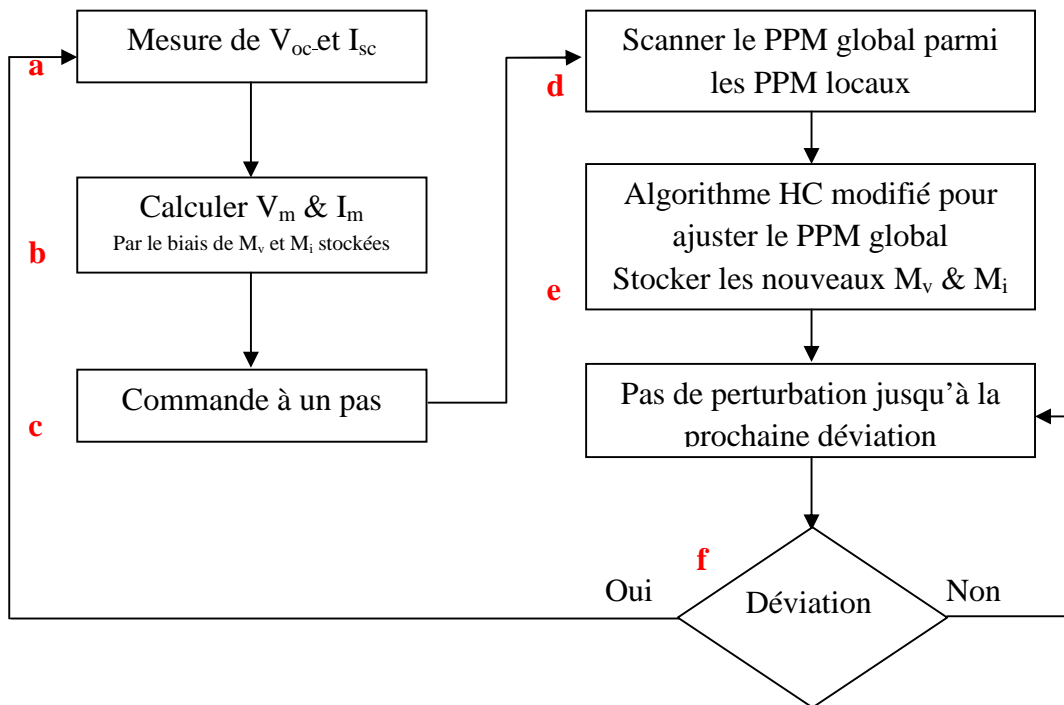 Mesure de Voc et Isc
a
Calculer Vm & Im
Par le biais de Mv et Mi stockées
b
Commande à un pas
c
Scanner le PPM global parmi
les PPM locaux
d
Algorithme HC modifié pour
ajuster le PPM global
Stocker les nouveaux Mv & Mi
e
Pas de perturbation jusqu’à la
prochaine déviation
f
Oui
Déviation
Non